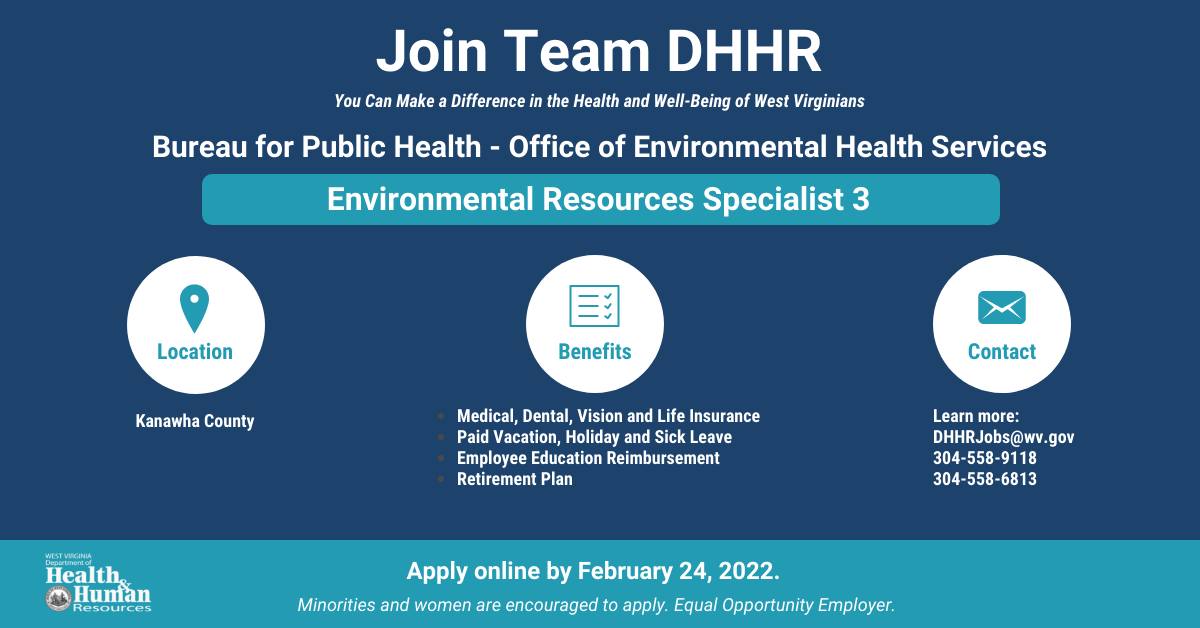 Join Team DHHR
You Can Make a Difference in the Health and Well-Being of West Virginians
Bureau for Public Health - Office of Environmental Health Services
Environmental Resources Specialist 3
Location
Kanawha County
Benefits
Medical, Dental, Vision and Life Insurance
Paid Vacation, Holiday and Sick Leave
Employee Education Reimbursement
Retirement Plan
Contact
Learn more:
DHHRJobs@wv.gov
304-558-9118
304-558-6813
WEST VIRGINIA
Department of
Health
&
Human
Resources
Apply online by February 24, 2022.
Minorities and women are encouraged to apply. Equal Opportunity Employer.